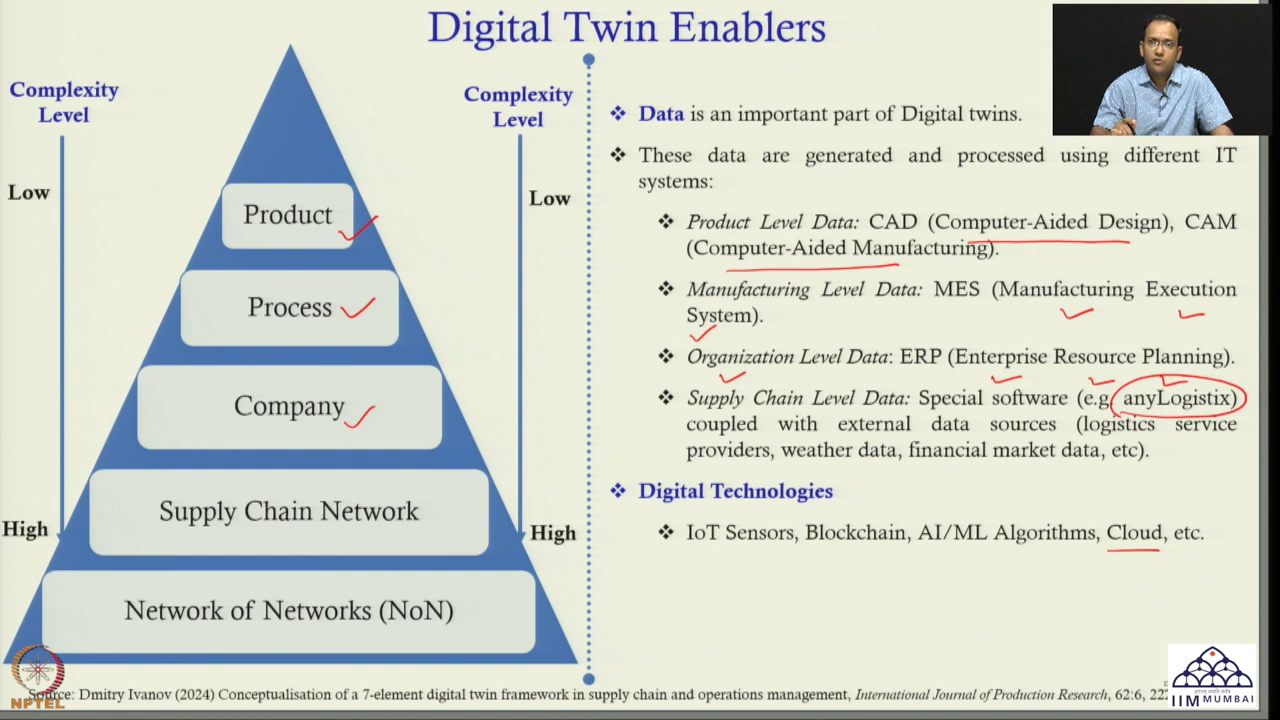 Digital Twin Enablers
Complexity
Level
Low
High
Product
Process
Company
Supply Chain Network
Network of Networks (NoN)
Complexity
Level
Low
High
❖ Data is an important part of Digital twins.
❖ These data are generated and processed using different IT
systems:
❖ Product Level Data: CAD (Computer-Aided Design), CAM
(Computer-Aided Manufacturing).
❖ Manufacturing Level Data: MES (Manufacturing Execution
System).
❖ Organization Level Data: ERP (Enterprise Resource Planning).
❖ Supply Chain Level Data: Special software (e.g. anyLogistix)
coupled with external data sources (logistics service
providers, weather data, financial market data, etc).
❖ Digital Technologies
❖ IoT Sensors, Blockchain, AI/ML Algorithms, Cloud, etc.
Source: Dmitry Ivanov (2024) Conceptualisation of a 7-element digital twin framework in supply chain and operations management, International Journal of Production Research, 62:6,
NPTEL
IIM MUMBAI